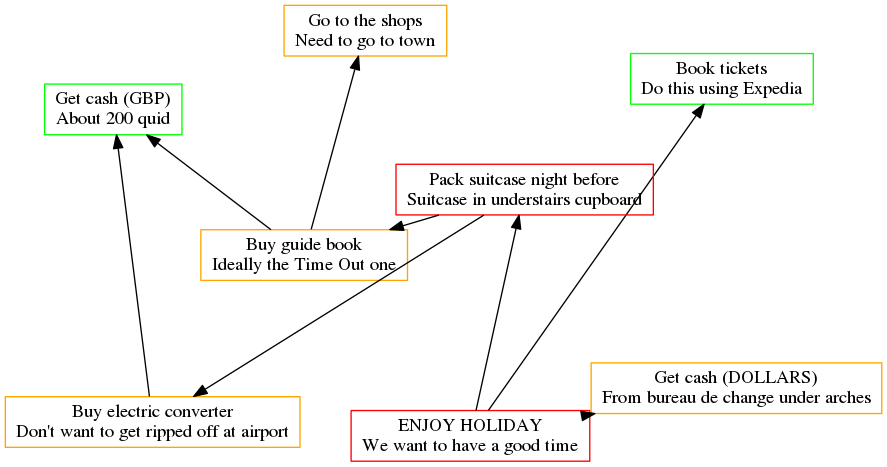 Go to the shops
Need to go to town
Book tickets
Do this using Expedia
Get cash (GBP)
About 200 quid
Pack suitcase night before
Suitcase in understairs cupboard
Buy guide book
Ideally the Time Out one
Get cash (DOLLARS)
From bureau de change under arches
Buy electric converter
Don't want to get ripped off at airport
ENJOY HOLIDAY
We want to have a good time